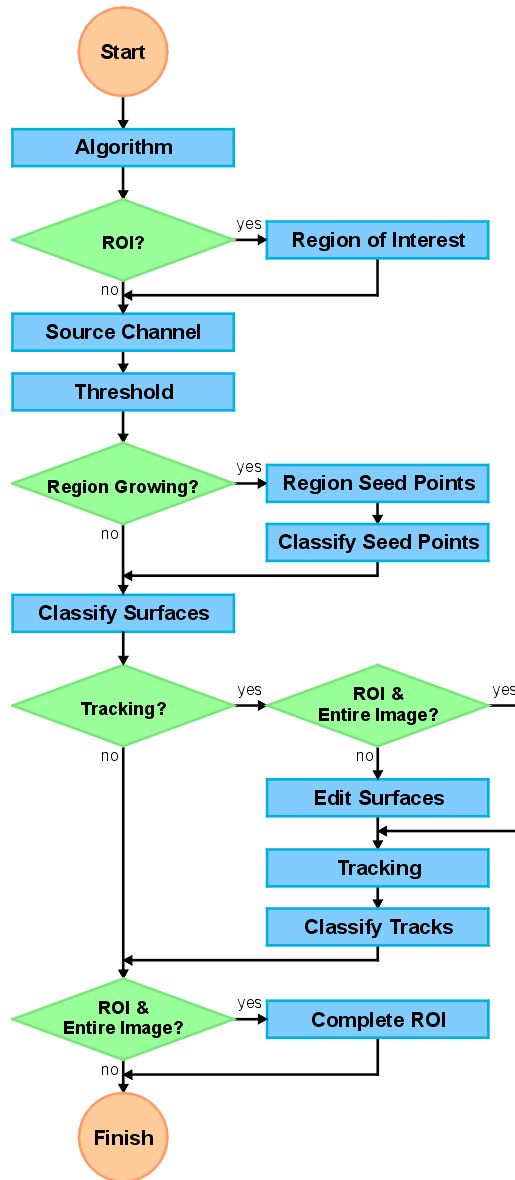 Start
Algorithm
ROI?
yes
Region of Interest
no
Source Channel
Threshold
Region Growing?
yes
Region Seed Points
Classify Seed Points
no
Classify Surfaces
Tracking?
yes
ROI &
Entire Image?
yes
no
no
Edit Surfaces
Tracking
Classify Tracks
ROI &
Entire Image?
yes
Complete ROI
no
Finish